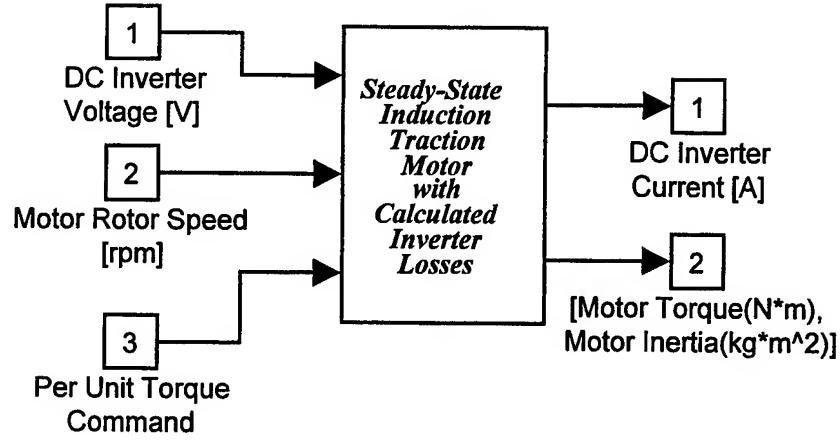 1
DC Inverter
Voltage [V]
2
Motor Rotor Speed
[rpm]
3
Per Unit Torque
Command
Steady-State
Induction
Traction
Motor
with
Calculated
Inverter
Losses
1
DC Inverter
Current [A]
2
[Motor Torque(N*m),
Motor Inertia(kg*m^2)]